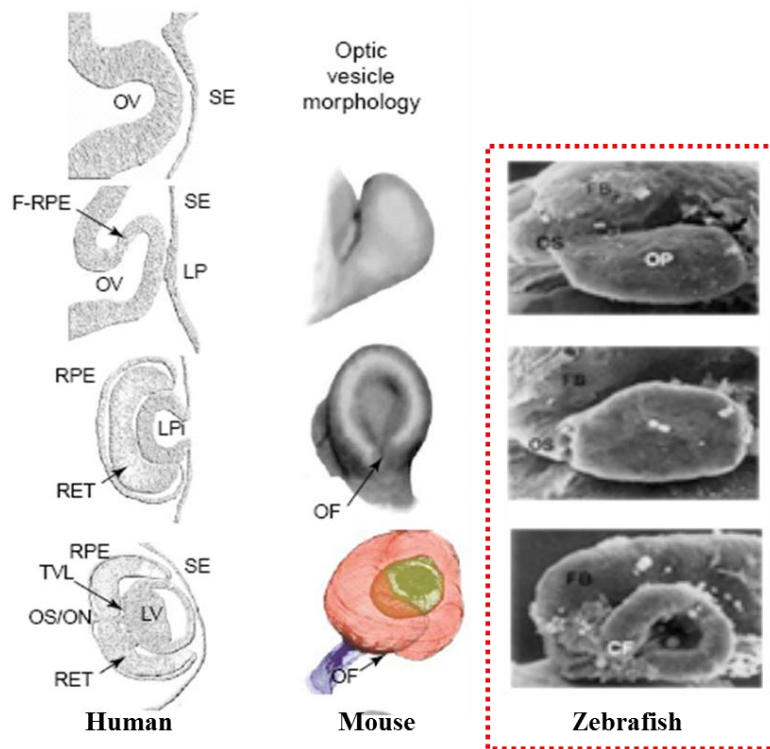 OV
SE
Optic
vesicle
morphology
F-RPE
SE
OV
LP
FB
OS
OP
RPE
LPi
RET
OF
FB
OS
RPE
TVL
SE
OS/ON
LV
RET
OF
FB
CF
Human
Mouse
Zebrafish